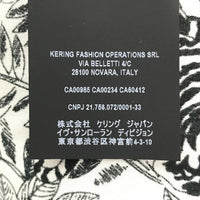 KERING FASHION OPERATIONS SRL
VIA BELLETTI 4/C
28100 NOVARA, ITALY
CA00985 CA00234 CA60412
CNPJ 21.756.072/0001-33
株式会社 ケリング ジャパン
イヴ・サンローラン ディビジョン
東京都渋谷区神宮前4-3-10